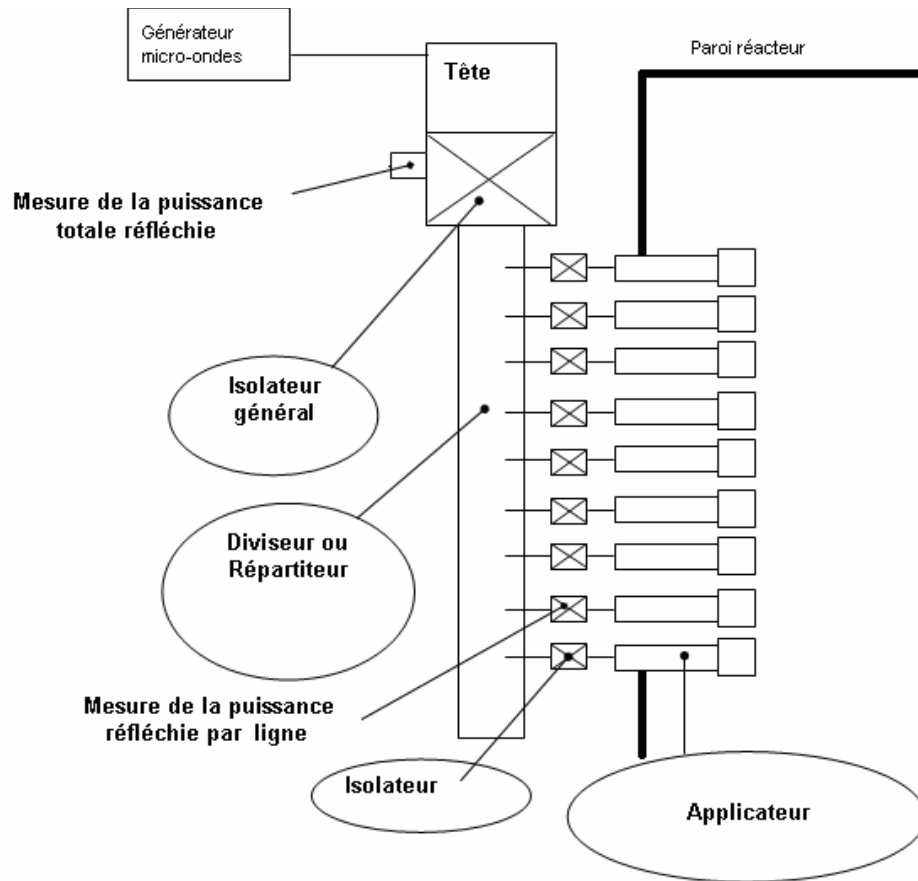 Générateur
micro-ondes
Tête
Paroi réacteur
Mesure de la puissance
totale réfléchie
Isolateur
général
Diviseur ou
Répartiteur
Mesure de la puissance
réfléchie par ligne
Isolateur
Applicateur